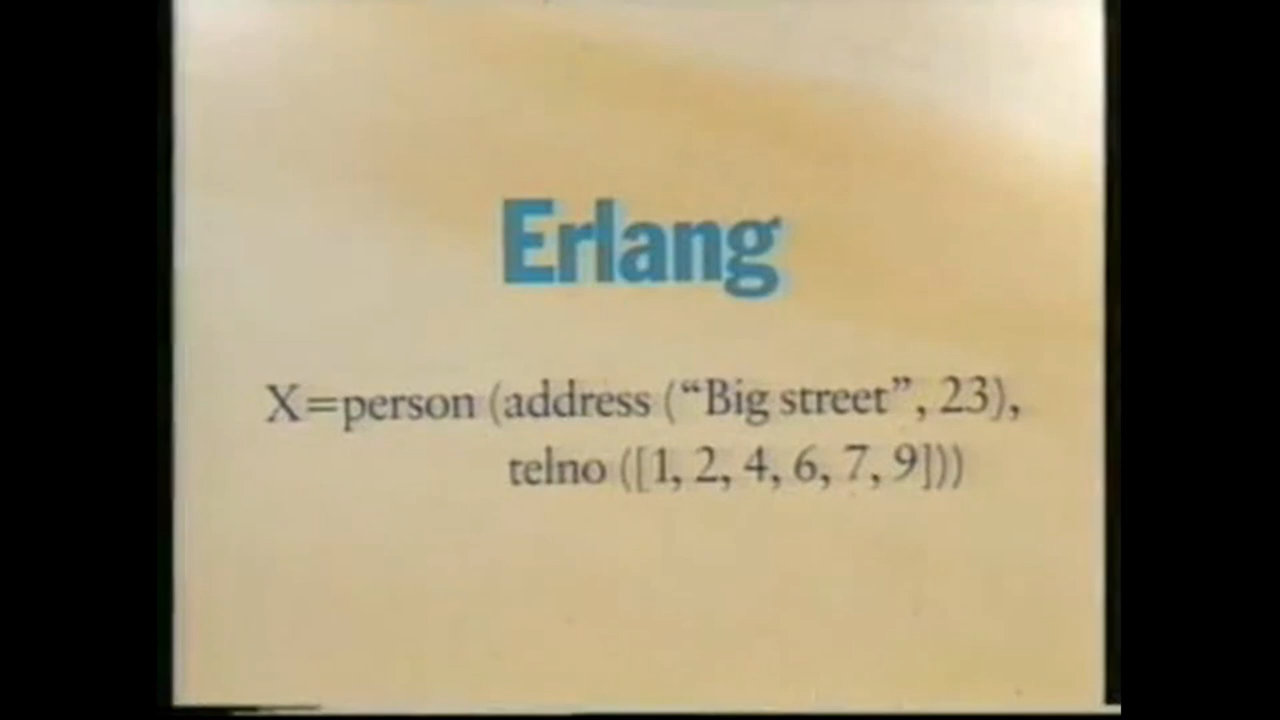 Erlang
X=person (address (“Big street”, 23),
telno ([1, 2, 4, 6, 7, 9]))